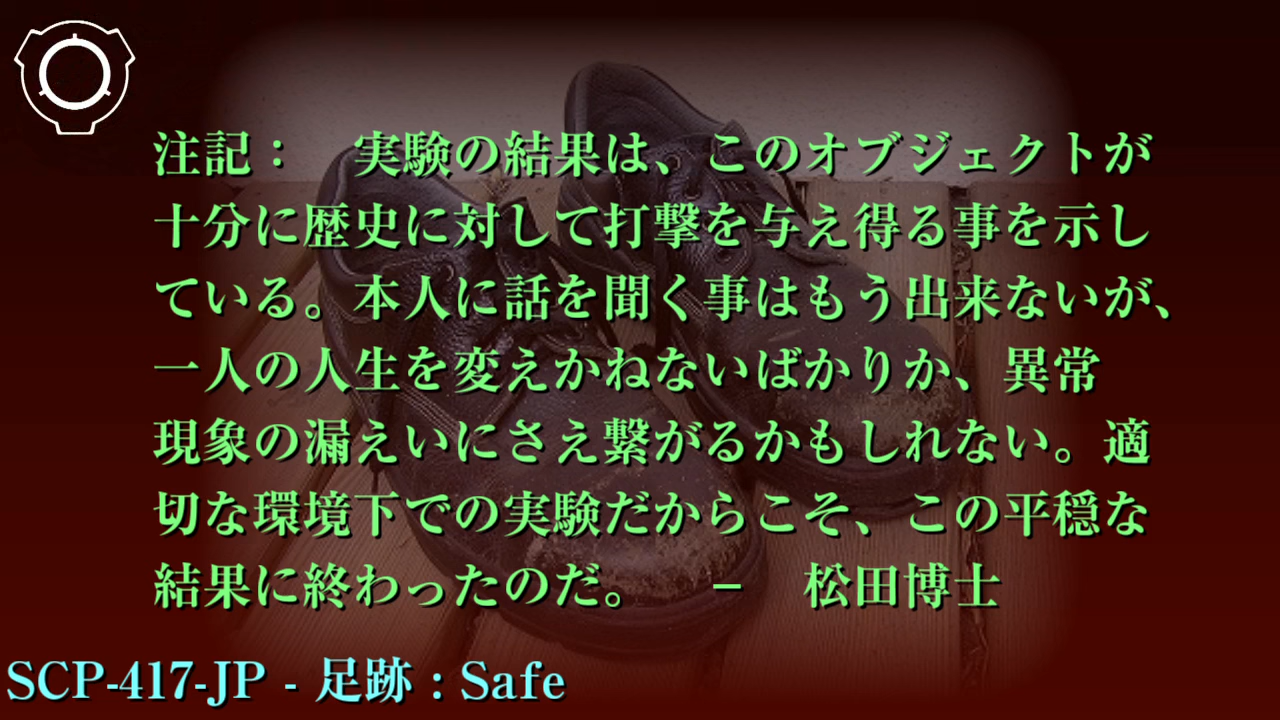 注記：　実験の結果は、このオブジェクトが
十分に歴史に対して打撃を与え得る事を示し
ている。本人に話を聞く事はもう出来ないが、
一人の人生を変えかねないばかりか、異常
現象の漏えいにさえ繋がるかもしれない。適
切な環境下での実験だからこそ、この平穏な
結果に終わったのだ。　－　松田博士
SCP-417-JP - 足跡 : Safe